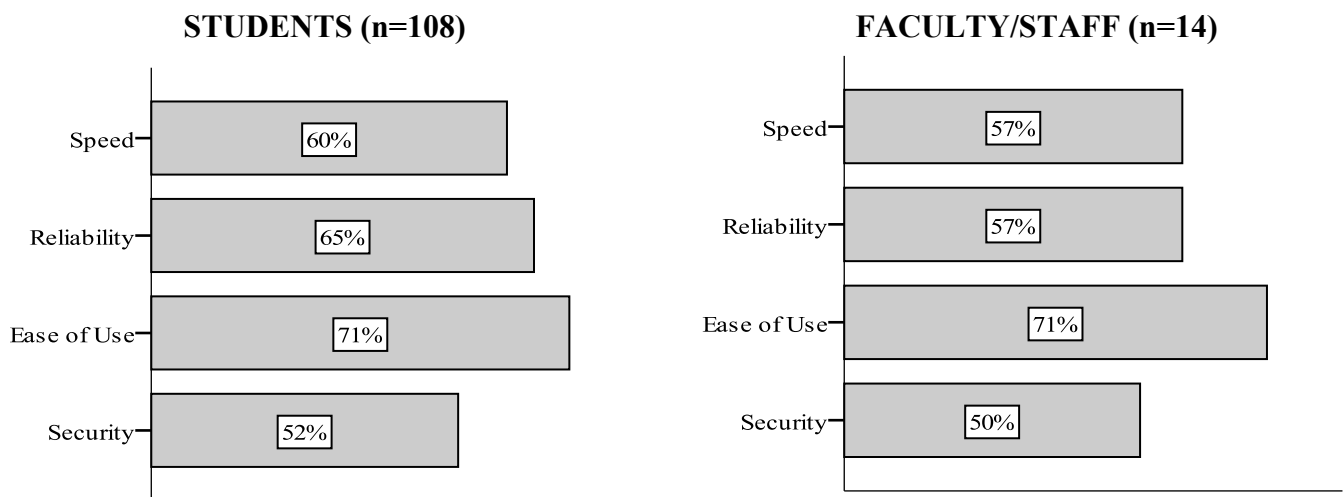 STUDENTS (n=108)
Speed 60%
Reliability 65%
Ease of Use 71%
Security 52%
FACULTY/STAFF (n=14)
Speed 57%
Reliability 57%
Ease of Use 71%
Security 50%